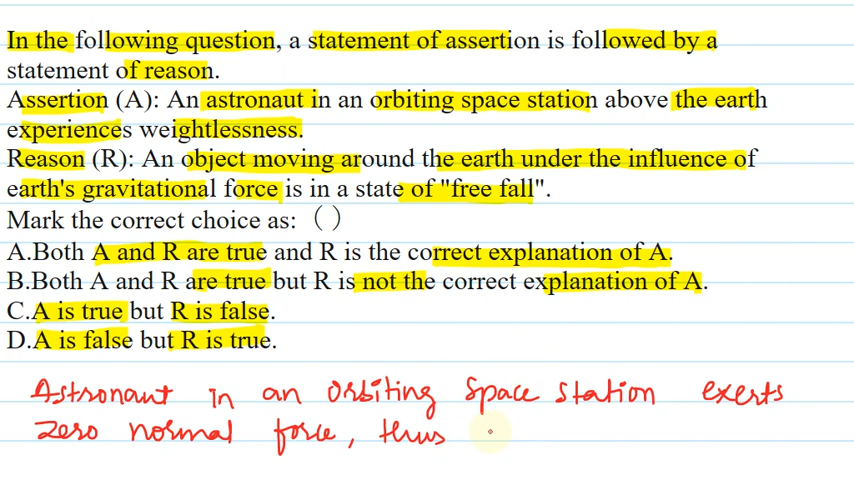 In the following question, a statement of assertion is followed by a
statement of reason.
Assertion (A): An astronaut in an orbiting space station above the earth
experiences weightlessness.
Reason (R): An object moving around the earth under the influence of
earth's gravitational force is in a state of "free fall".
Mark the correct choice as: ( )
A.Both A and R are true and R is the correct explanation of A.
B.Both A and R are true but R is not the correct explanation of A.
C.A is true but R is false.
D.A is false but R is true.
Astronaut in an orbiting space station exerts
zero normal force, thus